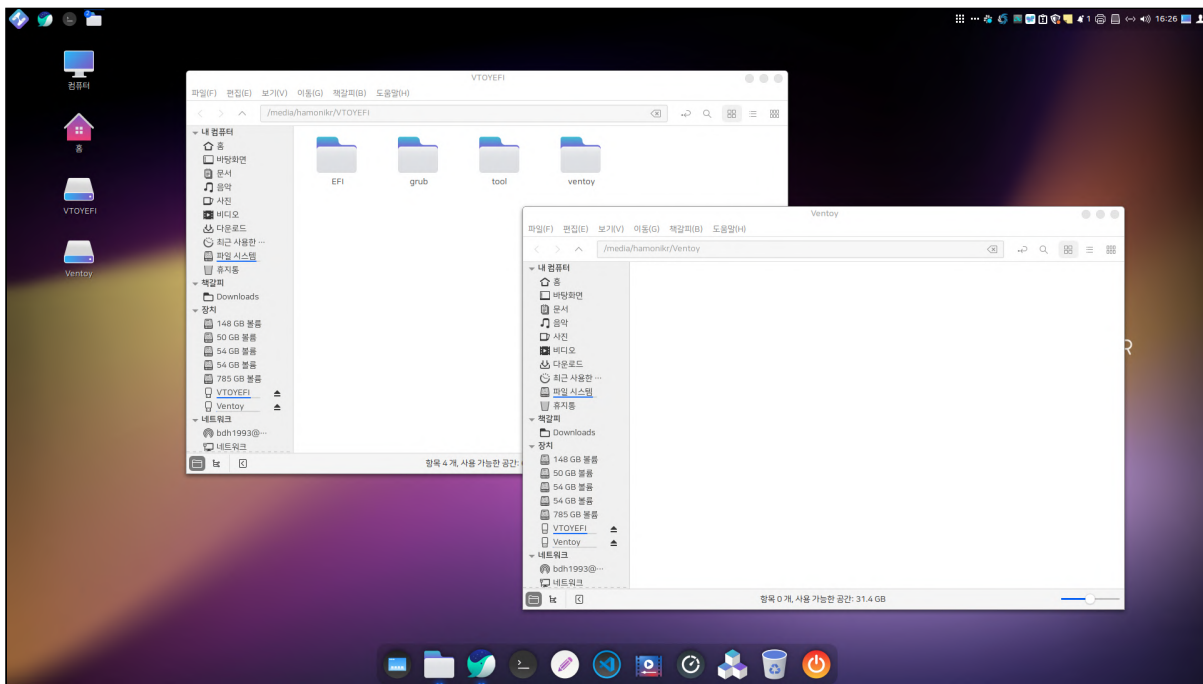 1
16:26
컴퓨터
홈
VTOYEFI
Ventoy
VTOYEFI
파일(F) 편집(E) 보기(V) 이동(G) 책갈피(B) 도움말(H)
/media/hamonikr/VTOYEFI
내 컴퓨터
홈
바탕화면
문서
음악
사진
비디오
다운로드
최근 사용한 …
파일 시스템
휴지통
책갈피
Downloads
장치
148 GB 볼륨
50 GB 볼륨
54 GB 볼륨
54 GB 볼륨
785 GB 볼륨
VTOYEFI
Ventoy
네트워크
bdh1993@…
네트워크
EFI grub tool ventoy
항목 4 개, 사용 가능한 공간:
Ventoy
파일(F) 편집(E) 보기(V) 이동(G) 책갈피(B) 도움말(H)
/media/hamonikr/Ventoy
내 컴퓨터
홈
바탕화면
문서
음악
사진
비디오
다운로드
최근 사용한 …
파일 시스템
휴지통
책갈피
Downloads
장치
148 GB 볼륨
50 GB 볼륨
54 GB 볼륨
54 GB 볼륨
785 GB 볼륨
VTOYEFI
Ventoy
네트워크
bdh1993@…
네트워크
항목 0 개, 사용 가능한 공간: 31.4 GB
R